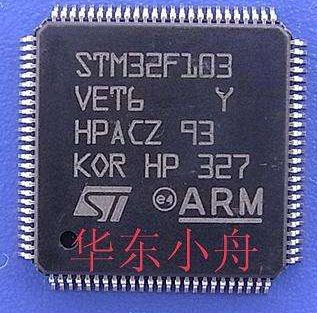 STM32F103
VET6 Y
HPACZ 93
KOR HP 327
ST e4 ARM
华东小舟